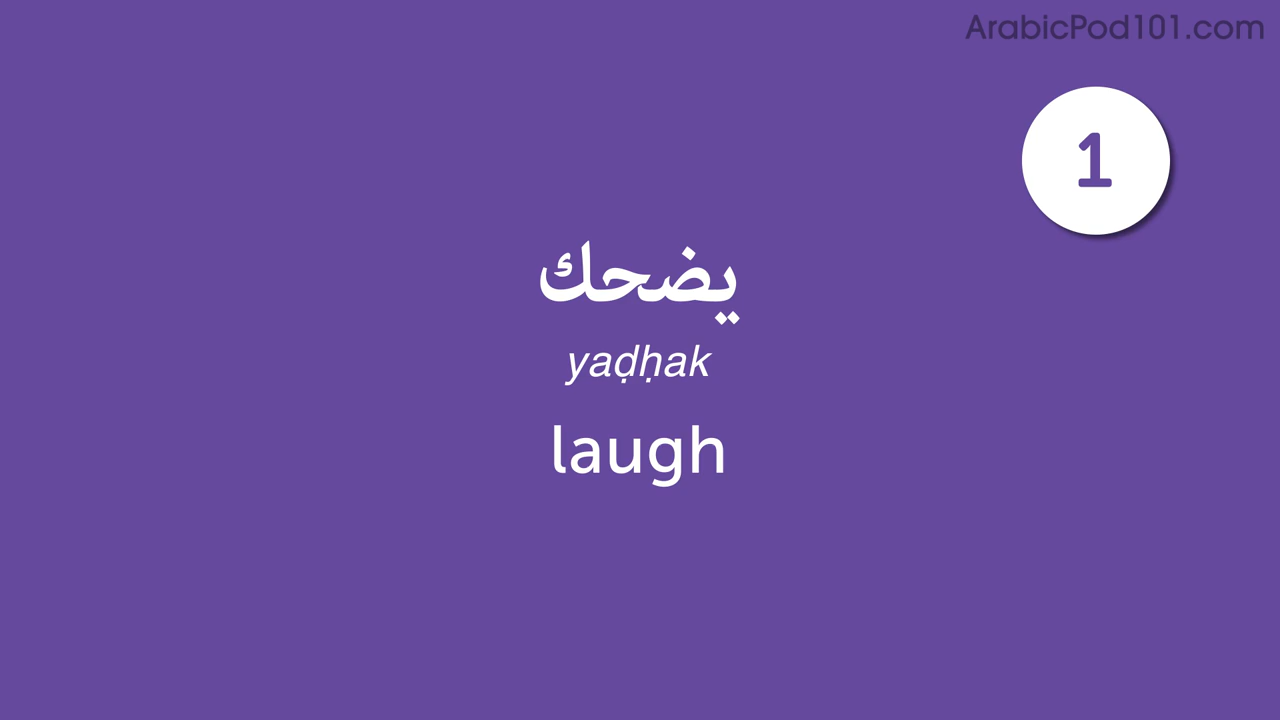 ArabicPod101.com
1
يضحك
yaḍḥak
laugh